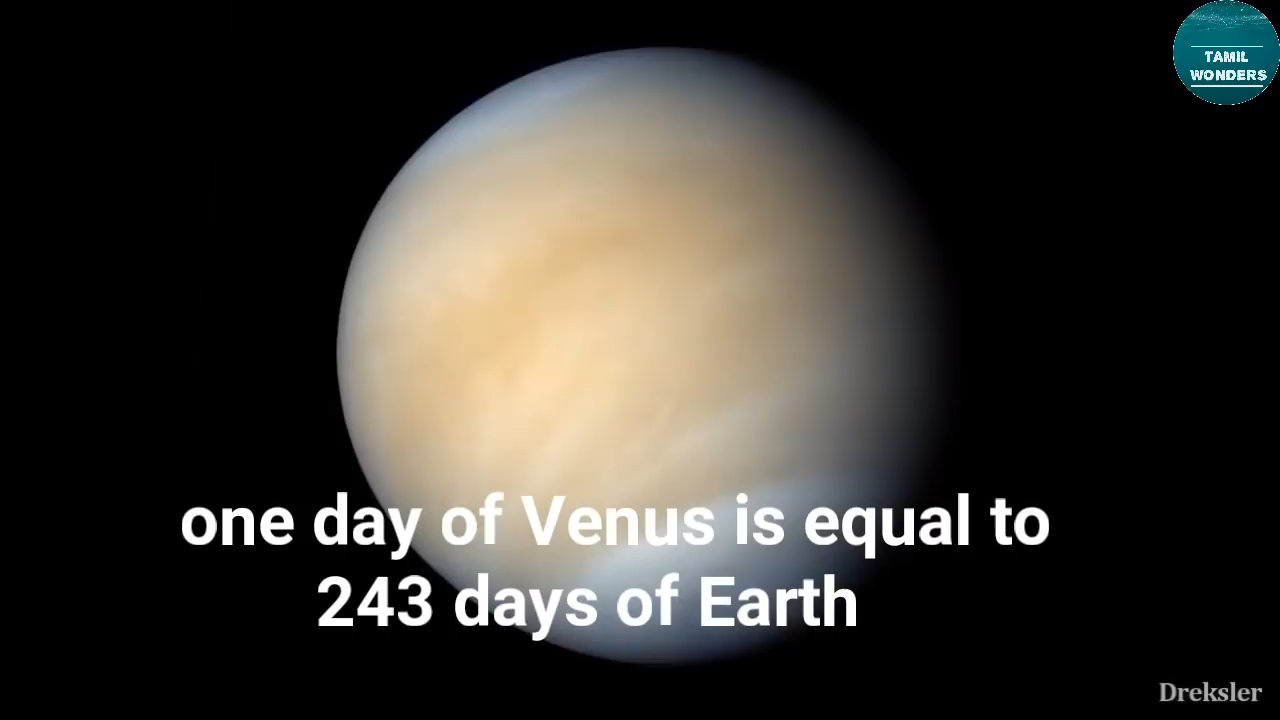 TAMIL
WONDERS
one day of Venus is equal to
243 days of Earth
Dreksler